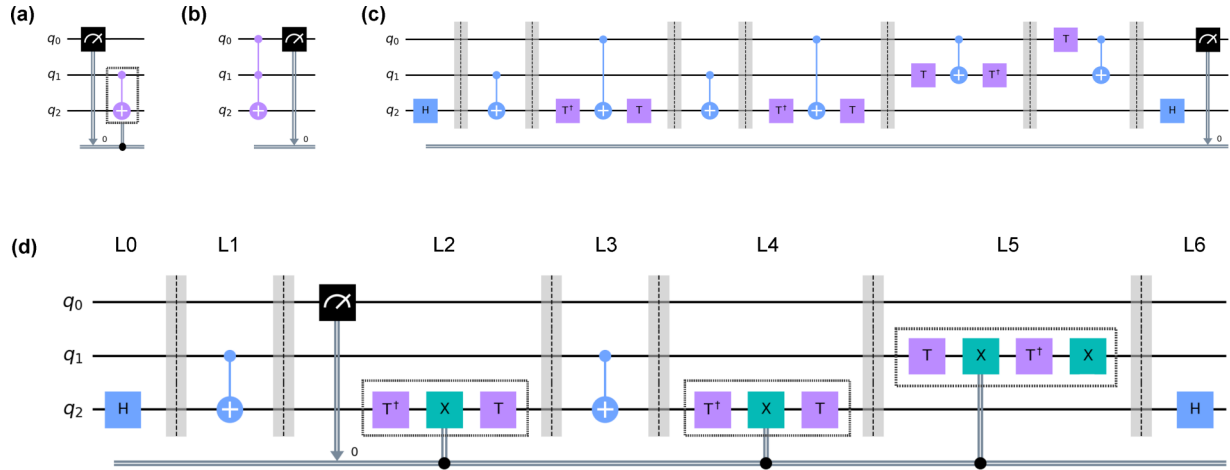 (a) (b) (c)
q₀ q₀ q₀ T
q₁ q₁ q₁ T T†
q₂ q₂ q₂ H T† T T† T H
0 0 0
(d) L0 L1 L2 L3 L4 L5 L6
q₀
q₁ T X T† X
q₂ H T† X T T† X T H
0